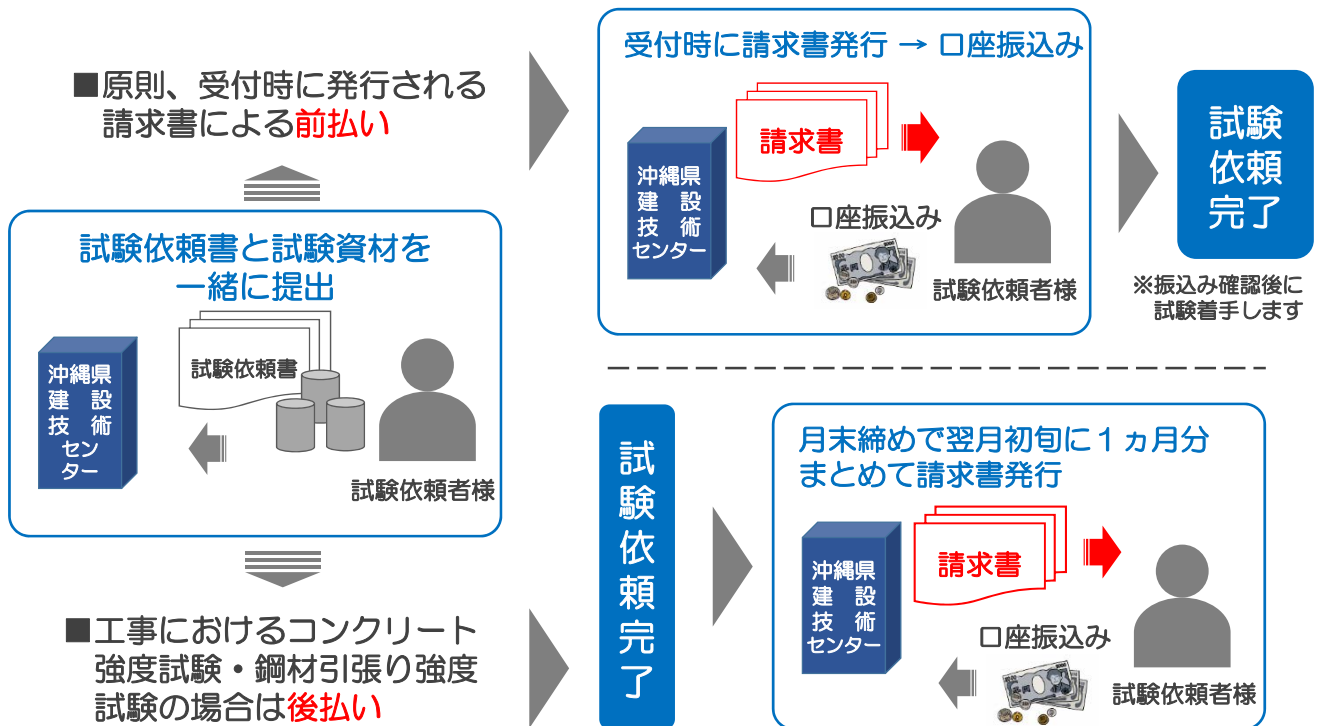 ■原則、受付時に発行される
請求書による前払い
試験依頼書と試験資材を
一緒に提出
沖縄県
建設
技術
セン
ター
試験依頼書
試験依頼者様
■工事におけるコンクリート
強度試験・鋼材引張り強度
試験の場合は後払い
受付時に請求書発行 → 口座振込み
沖縄県
建設
技術
センター
請求書
口座振込み
試験依頼者様
試験
依頼
完了
※振込み確認後に
試験着手します
試験依頼完了
月末締めで翌月初旬に１ヵ月分
まとめて請求書発行
沖縄県
建設
技術
センター
請求書
口座振込み
試験依頼者様